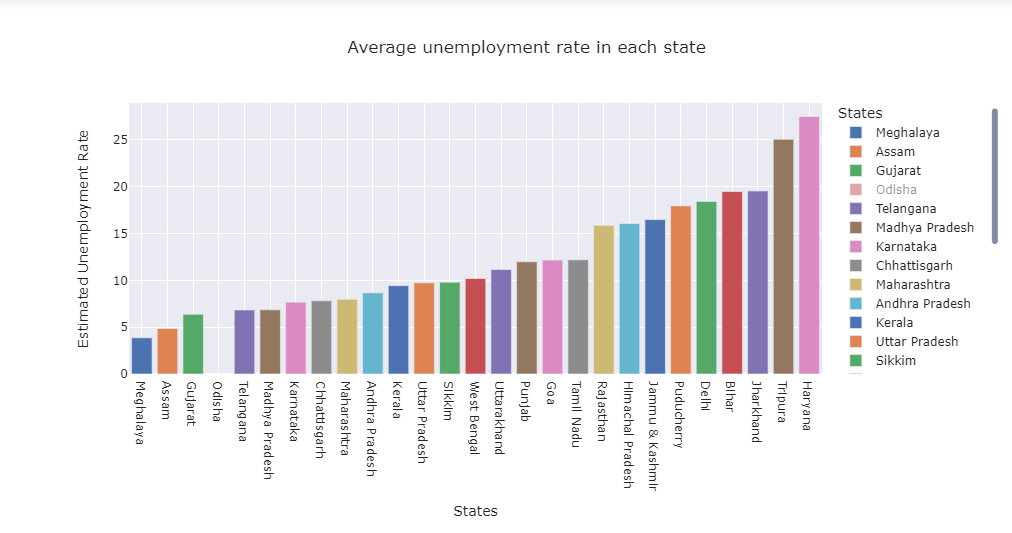 Average unemployment rate in each state
Estimated Unemployment Rate
25
20
15
10
5
0
Meghalaya
Assam
Gujarat
Odisha
Telangana
Madhya Pradesh
Karnataka
Chhattisgarh
Maharashtra
Andhra Pradesh
Kerala
Uttar Pradesh
Sikkim
West Bengal
Uttarakhand
Punjab
Goa
Tamil Nadu
Rajasthan
Himachal Pradesh
Jammu & Kashmir
Puducherry
Delhi
Bihar
Jharkhand
Tripura
Haryana
States
States
Meghalaya
Assam
Gujarat
Odisha
Telangana
Madhya Pradesh
Karnataka
Chhattisgarh
Maharashtra
Andhra Pradesh
Kerala
Uttar Pradesh
Sikkim